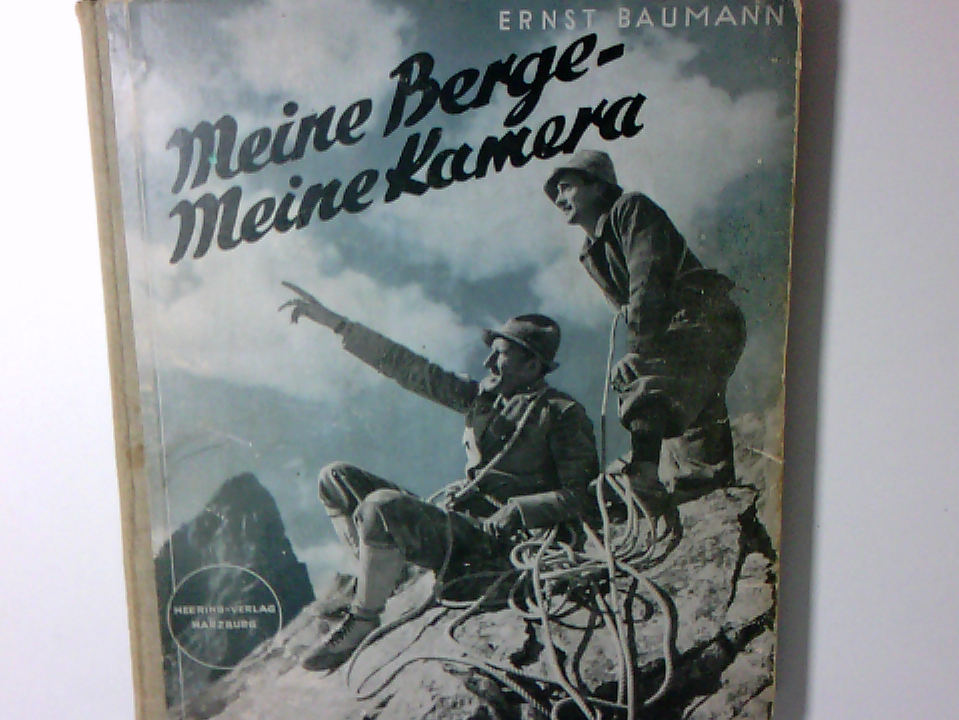 ERNST BAUMANN
Meine Berge-
Meine Kamera
HEERING-VERLAG
HARZBURG